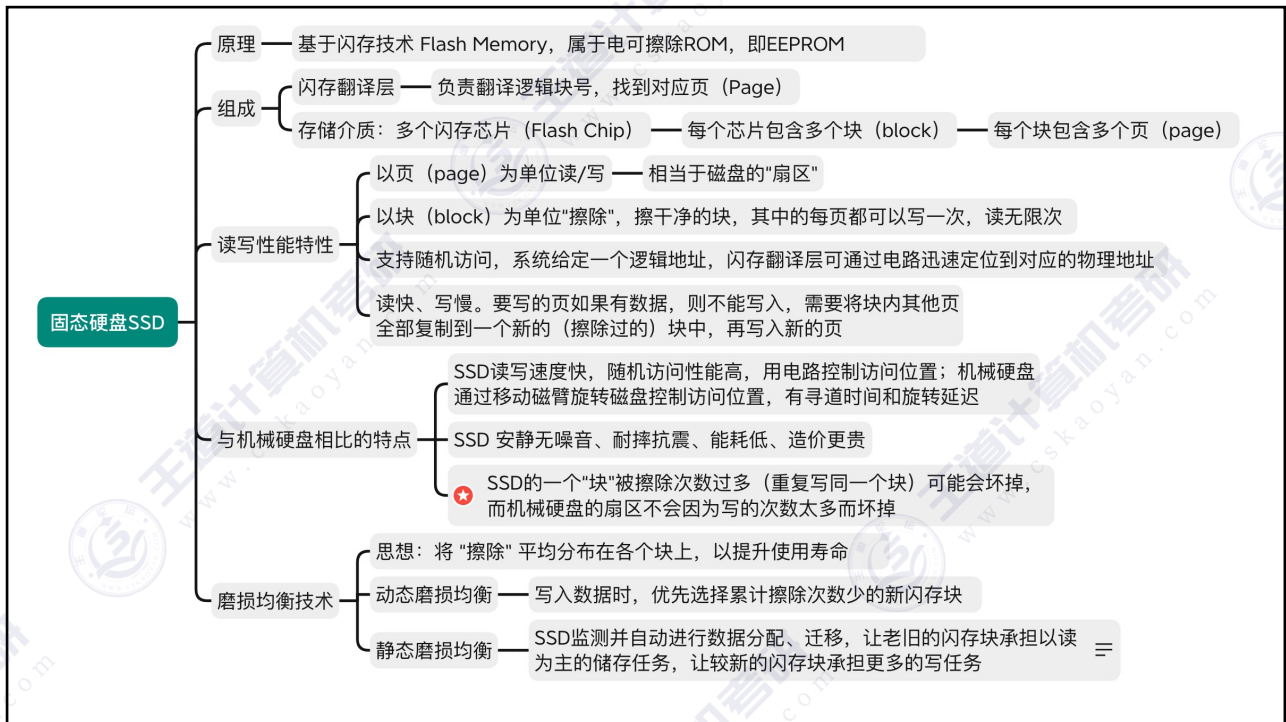 固态硬盘SSD
原理
基于闪存技术 Flash Memory，属于电可擦除ROM，即EEPROM
组成
闪存翻译层
负责翻译逻辑块号，找到对应页（Page）
存储介质：多个闪存芯片（Flash Chip）
每个芯片包含多个块（block）
每个块包含多个页（page）
读写性能特性
以页（page）为单位读/写
相当于磁盘的"扇区"
以块（block）为单位"擦除"，擦干净的块，其中的每页都可以写一次，读无限次
支持随机访问，系统给定一个逻辑地址，闪存翻译层可通过电路迅速定位到对应的物理地址
读快、写慢。要写的页如果有数据，则不能写入，需要将块内其他页
全部复制到一个新的（擦除过的）块中，再写入新的页
与机械硬盘相比的特点
SSD读写速度快，随机访问性能高，用电路控制访问位置；机械硬盘
通过移动磁臂旋转磁盘控制访问位置，有寻道时间和旋转延迟
SSD 安静无噪音、耐摔抗震、能耗低、造价更贵
SSD的一个"块"被擦除次数过多（重复写同一个块）可能会坏掉，
而机械硬盘的扇区不会因为写的次数太多而坏掉
磨损均衡技术
思想：将 "擦除" 平均分布在各个块上，以提升使用寿命
动态磨损均衡
写入数据时，优先选择累计擦除次数少的新闪存块
静态磨损均衡
SSD监测并自动进行数据分配、迁移，让老旧的闪存块承担以读
为主的储存任务，让较新的闪存块承担更多的写任务
王道计算机考研
www.cskaoyan.com